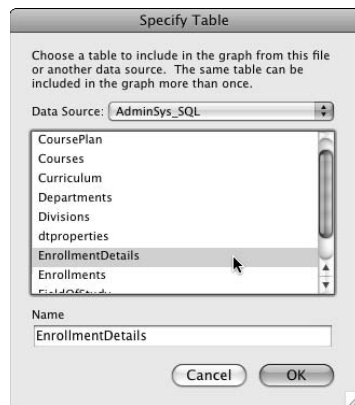 Specify Table
Choose a table to include in the graph from this file
or another data source. The same table can be
included in the graph more than once.
Data Source: AdminSys_SQL
CoursePlan
Courses
Curriculum
Departments
Divisions
dtproperties
EnrollmentDetails
Enrollments
Name
EnrollmentDetails
Cancel OK